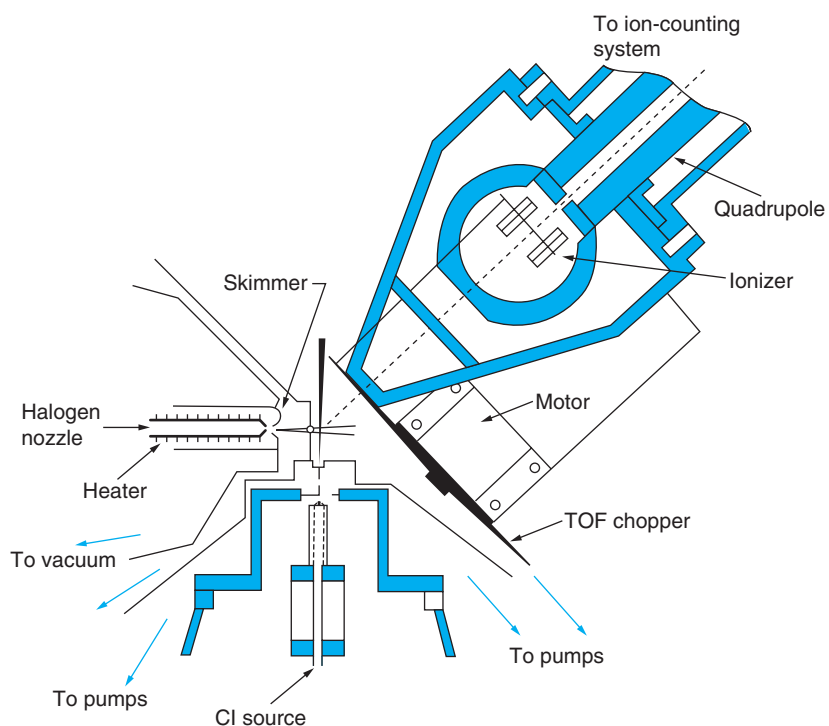 To ion-counting
system
Quadrupole
Ionizer
Skimmer
Halogen
nozzle
Motor
Heater
TOF chopper
To vacuum
To pumps
To pumps
CI source